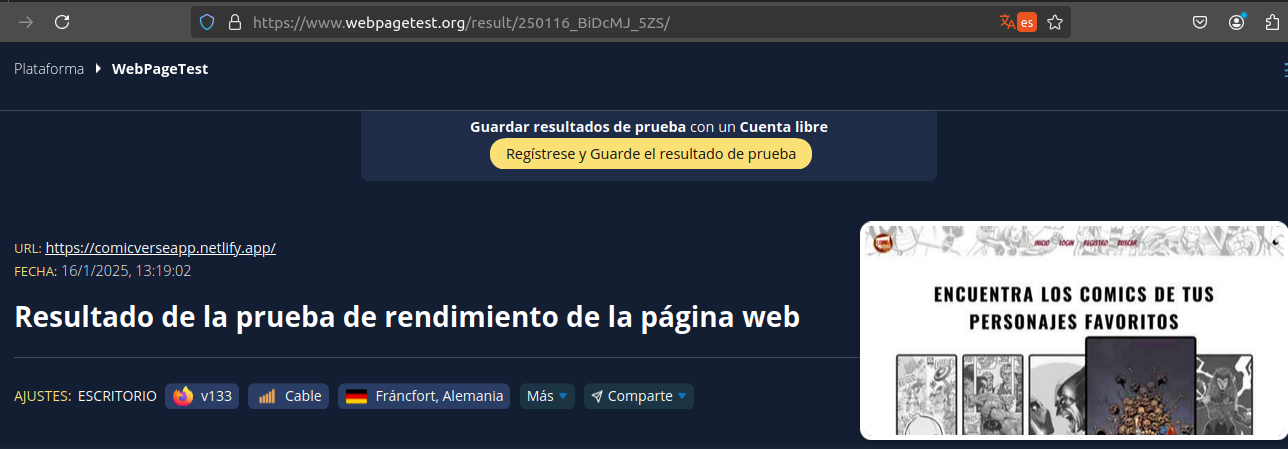 https://www.webpagetest.org/result/250116_BiDcMJ_5ZS/
es
Plataforma WebPageTest
Guardar resultados de prueba con un Cuenta libre
Regístrese y Guarde el resultado de prueba
URL: https://comicverseapp.netlify.app/
FECHA: 16/1/2025, 13:19:02
Resultado de la prueba de rendimiento de la página web
AJUSTES: ESCRITORIO v133 Cable Fráncfort, Alemania Más Comparte
INICIO LOGIN REGISTRO BUSCAR
ENCUENTRA LOS COMICS DE TUS
PERSONAJES FAVORITOS